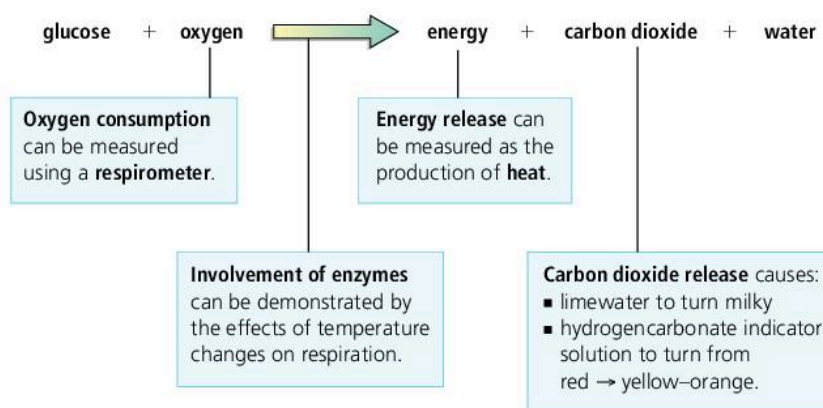 glucose + oxygen → energy + carbon dioxide + water
Oxygen consumption
can be measured
using a respirometer.
Energy release can
be measured as the
production of heat.
Involvement of enzymes
can be demonstrated by
the effects of temperature
changes on respiration.
Carbon dioxide release causes:
▪ limewater to turn milky
▪ hydrogencarbonate indicator
solution to turn from
red → yellow–orange.